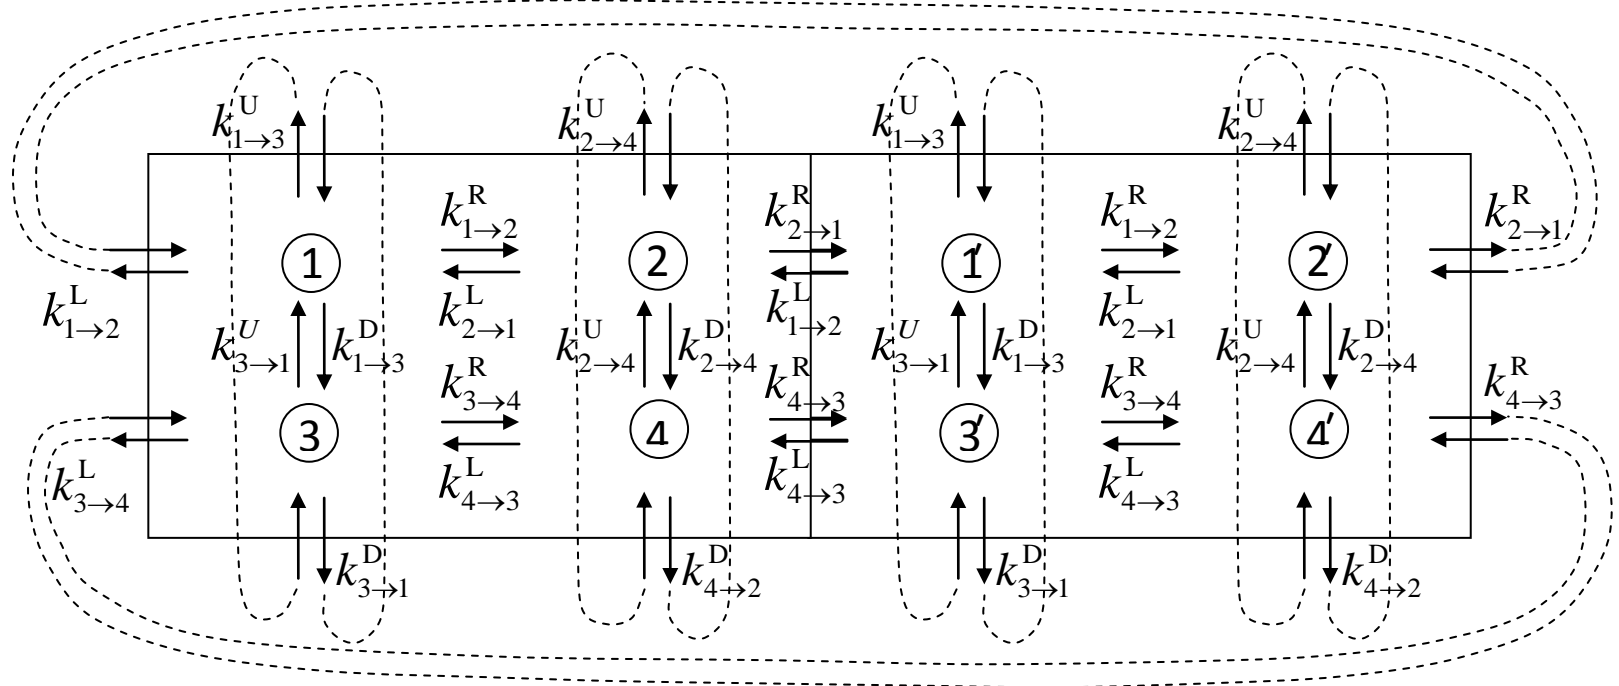 k^U_{1→3} k^U_{2→4} k^U_{1→3} k^U_{2→4}
k^R_{1→2} k^R_{2→1} k^R_{1→2} k^R_{2→1}
1 2 1′ 2′
k^L_{1→2} k^L_{2→1} k^L_{1→2} k^L_{2→1}
k^U_{3→1} k^D_{1→3} k^U_{2→4} k^D_{2→4} k^U_{3→1} k^D_{1→3} k^U_{2→4} k^D_{2→4}
k^R_{3→4} k^R_{4→3} k^R_{3→4} k^R_{4→3}
3 4 3′ 4′
k^L_{3→4} k^L_{4→3} k^L_{4→3} k^L_{4→3}
k^D_{3→1} k^D_{4→2} k^D_{3→1} k^D_{4→2}